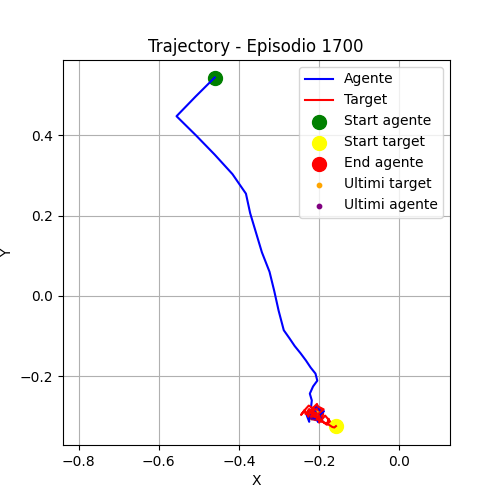 Trajectory - Episodio 1700
Agente
Target
Start agente
Start target
End agente
Ultimi target
Ultimi agente
Y
0.4
0.2
0.0
−0.2
−0.8
−0.6
−0.4
−0.2
0.0
X